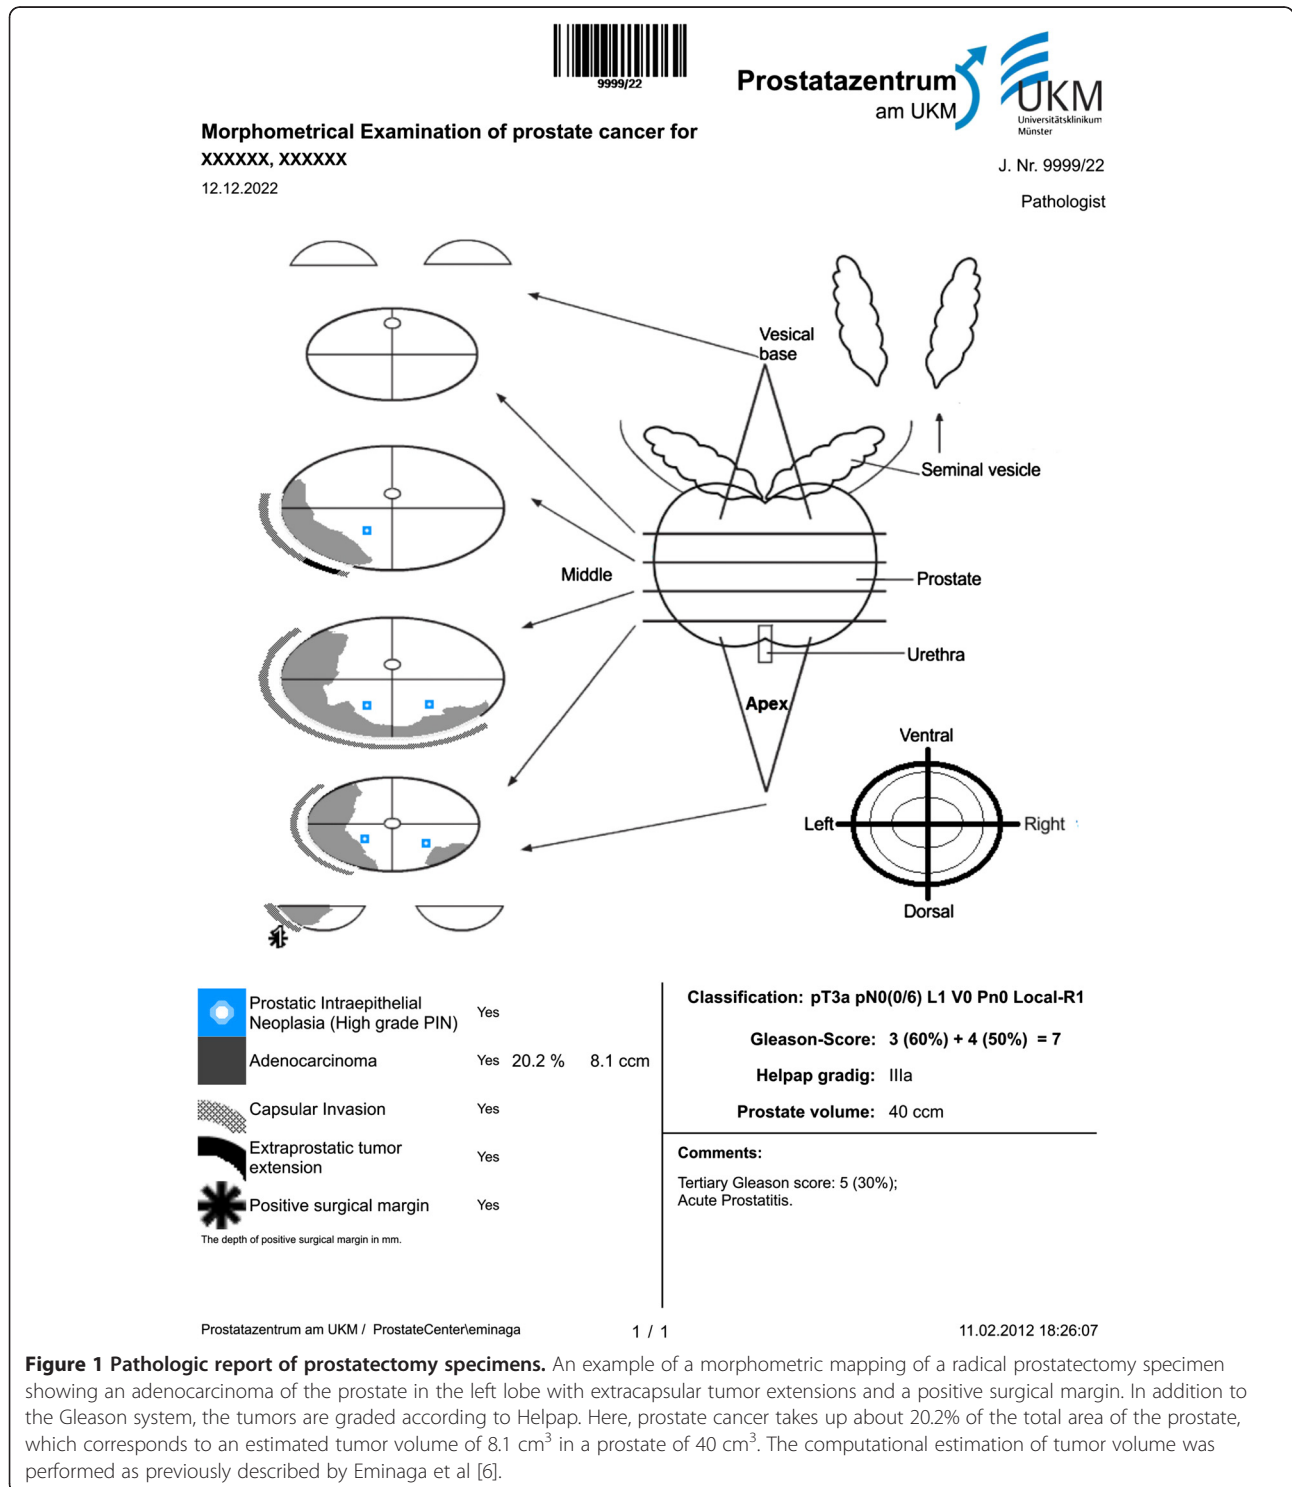 9999/22
Prostatazentrum
am UKM
UKM
Universitätsklinikum
Münster
Morphometrical Examination of prostate cancer for
XXXXXX, XXXXXX
12.12.2022
J. Nr. 9999/22
Pathologist
Vesical
base
Seminal vesicle
Middle
Prostate
Urethra
Apex
Ventral
Left
Right
Dorsal
1
Prostatic Intraepithelial
Neoplasia (High grade PIN) Yes
Adenocarcinoma Yes 20.2 % 8.1 ccm
Capsular Invasion Yes
Extraprostatic tumor
extension Yes
Positive surgical margin Yes
The depth of positive surgical margin in mm.
Classification: pT3a pN0(0/6) L1 V0 Pn0 Local-R1
Gleason-Score: 3 (60%) + 4 (50%) = 7
Helpap gradig: IIIa
Prostate volume: 40 ccm
Comments:
Tertiary Gleason score: 5 (30%);
Acute Prostatitis.
Prostatazentrum am UKM / ProstateCenter\eminaga
1 / 1
11.02.2012 18:26:07
Figure 1 Pathologic report of prostatectomy specimens. An example of a morphometric mapping of a radical prostatectomy specimen
showing an adenocarcinoma of the prostate in the left lobe with extracapsular tumor extensions and a positive surgical margin. In addition to
the Gleason system, the tumors are graded according to Helpap. Here, prostate cancer takes up about 20.2% of the total area of the prostate,
which corresponds to an estimated tumor volume of 8.1 cm³ in a prostate of 40 cm³. The computational estimation of tumor volume was
performed as previously described by Eminaga et al [6].